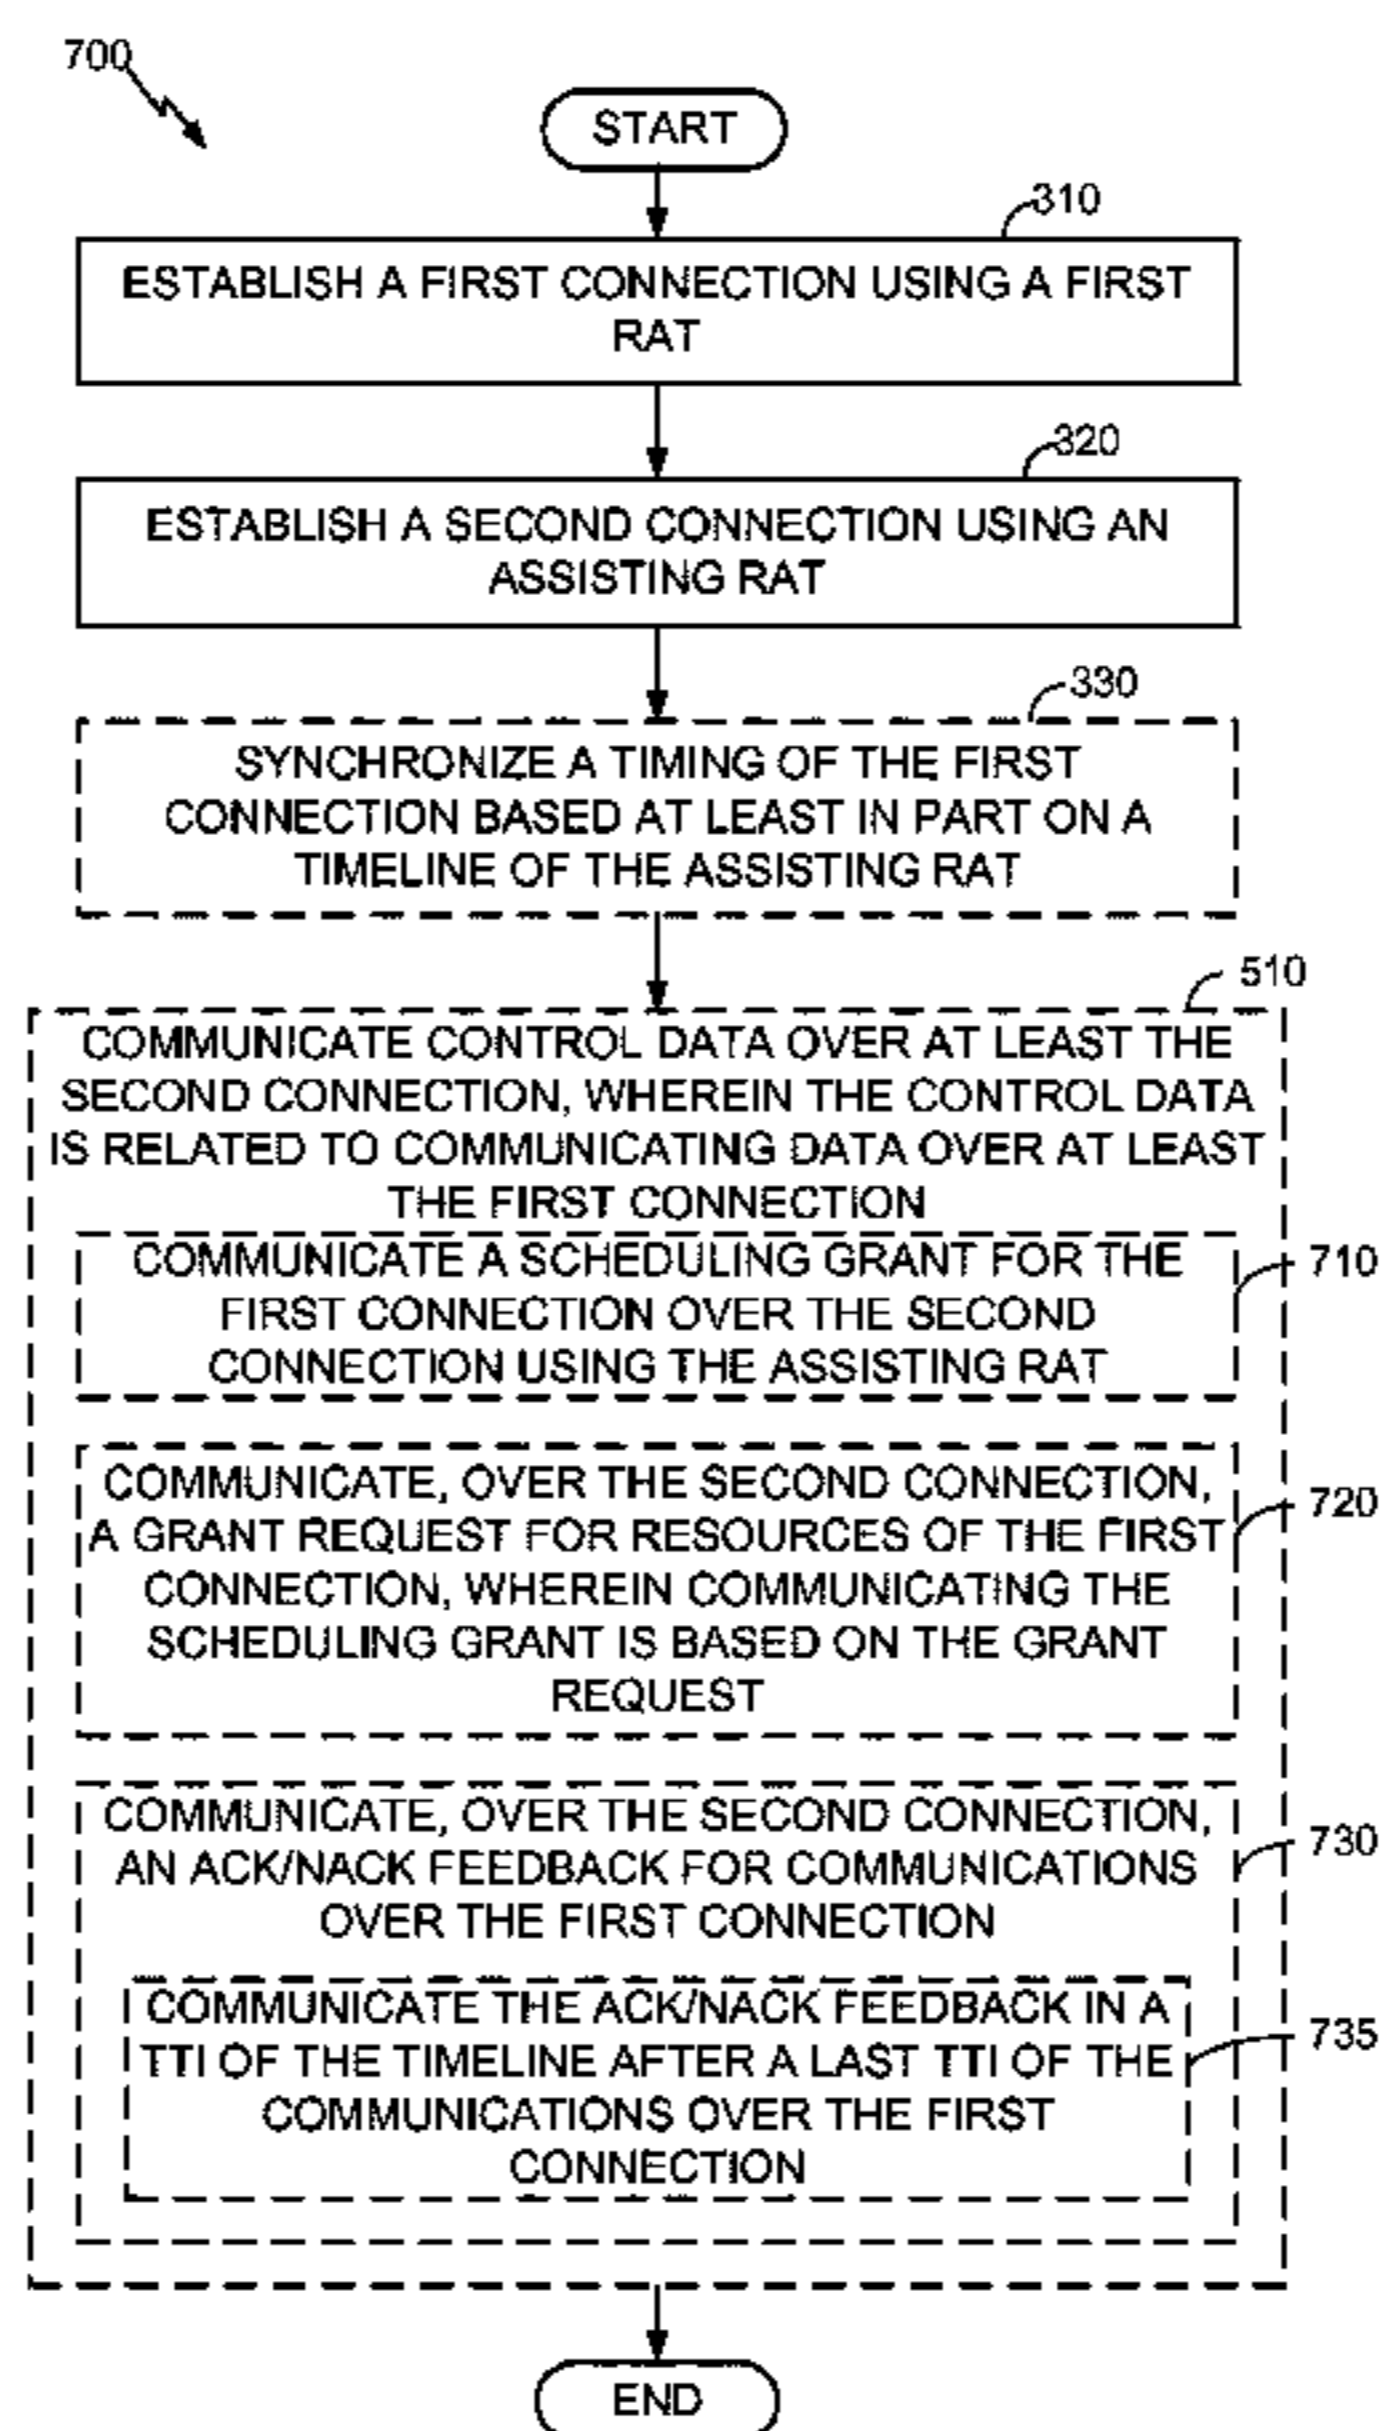 700
START
310
ESTABLISH A FIRST CONNECTION USING A FIRST
RAT
320
ESTABLISH A SECOND CONNECTION USING AN
ASSISTING RAT
330
SYNCHRONIZE A TIMING OF THE FIRST
CONNECTION BASED AT LEAST IN PART ON A
TIMELINE OF THE ASSISTING RAT
510
COMMUNICATE CONTROL DATA OVER AT LEAST THE
SECOND CONNECTION, WHEREIN THE CONTROL DATA
IS RELATED TO COMMUNICATING DATA OVER AT LEAST
THE FIRST CONNECTION
COMMUNICATE A SCHEDULING GRANT FOR THE
FIRST CONNECTION OVER THE SECOND
CONNECTION USING THE ASSISTING RAT
710
COMMUNICATE, OVER THE SECOND CONNECTION,
A GRANT REQUEST FOR RESOURCES OF THE FIRST
CONNECTION, WHEREIN COMMUNICATING THE
SCHEDULING GRANT IS BASED ON THE GRANT
REQUEST
720
COMMUNICATE, OVER THE SECOND CONNECTION,
AN ACK/NACK FEEDBACK FOR COMMUNICATIONS
OVER THE FIRST CONNECTION
730
COMMUNICATE THE ACK/NACK FEEDBACK IN A
TTI OF THE TIMELINE AFTER A LAST TTI OF THE
COMMUNICATIONS OVER THE FIRST
CONNECTION
735
END